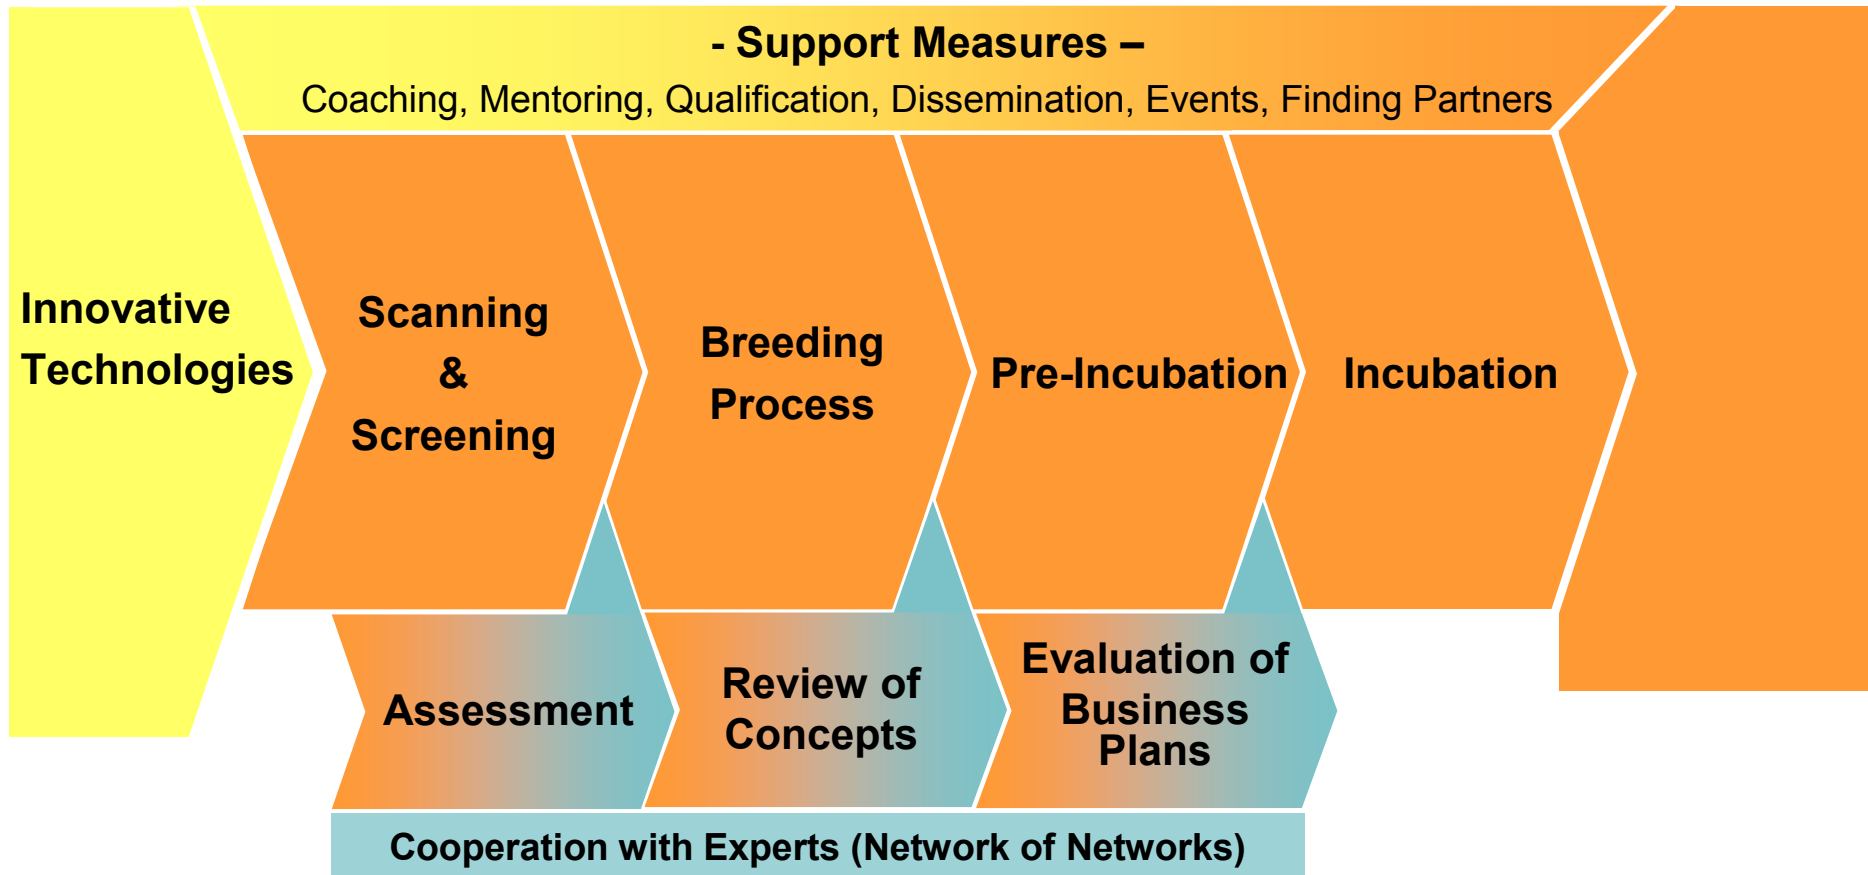 - Support Measures –
Coaching, Mentoring, Qualification, Dissemination, Events, Finding Partners
Innovative
Technologies
Scanning
&
Screening
Breeding
Process
Pre-Incubation
Incubation
Assessment
Review of
Concepts
Evaluation of
Business
Plans
Cooperation with Experts (Network of Networks)